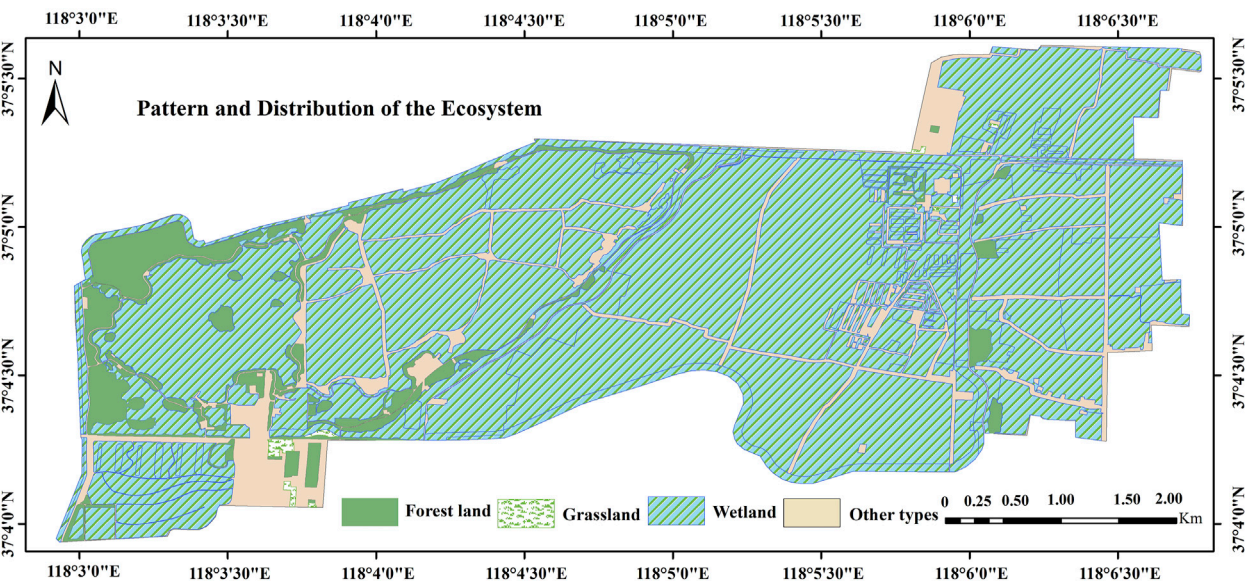 118°3'0"E 118°3'30"E 118°4'0"E 118°4'30"E 118°5'0"E 118°5'30"E 118°6'0"E 118°6'30"E
N
Pattern and Distribution of the Ecosystem
37°5'30"N 37°5'30"N
37°5'0"N 37°5'0"N
37°4'30"N 37°4'30"N
37°4'0"N 37°4'0"N
Forest land Grassland Wetland Other types
0 0.25 0.50 1.00 1.50 2.00
Km
118°3'0"E 118°3'30"E 118°4'0"E 118°4'30"E 118°5'0"E 118°5'30"E 118°6'0"E 118°6'30"E